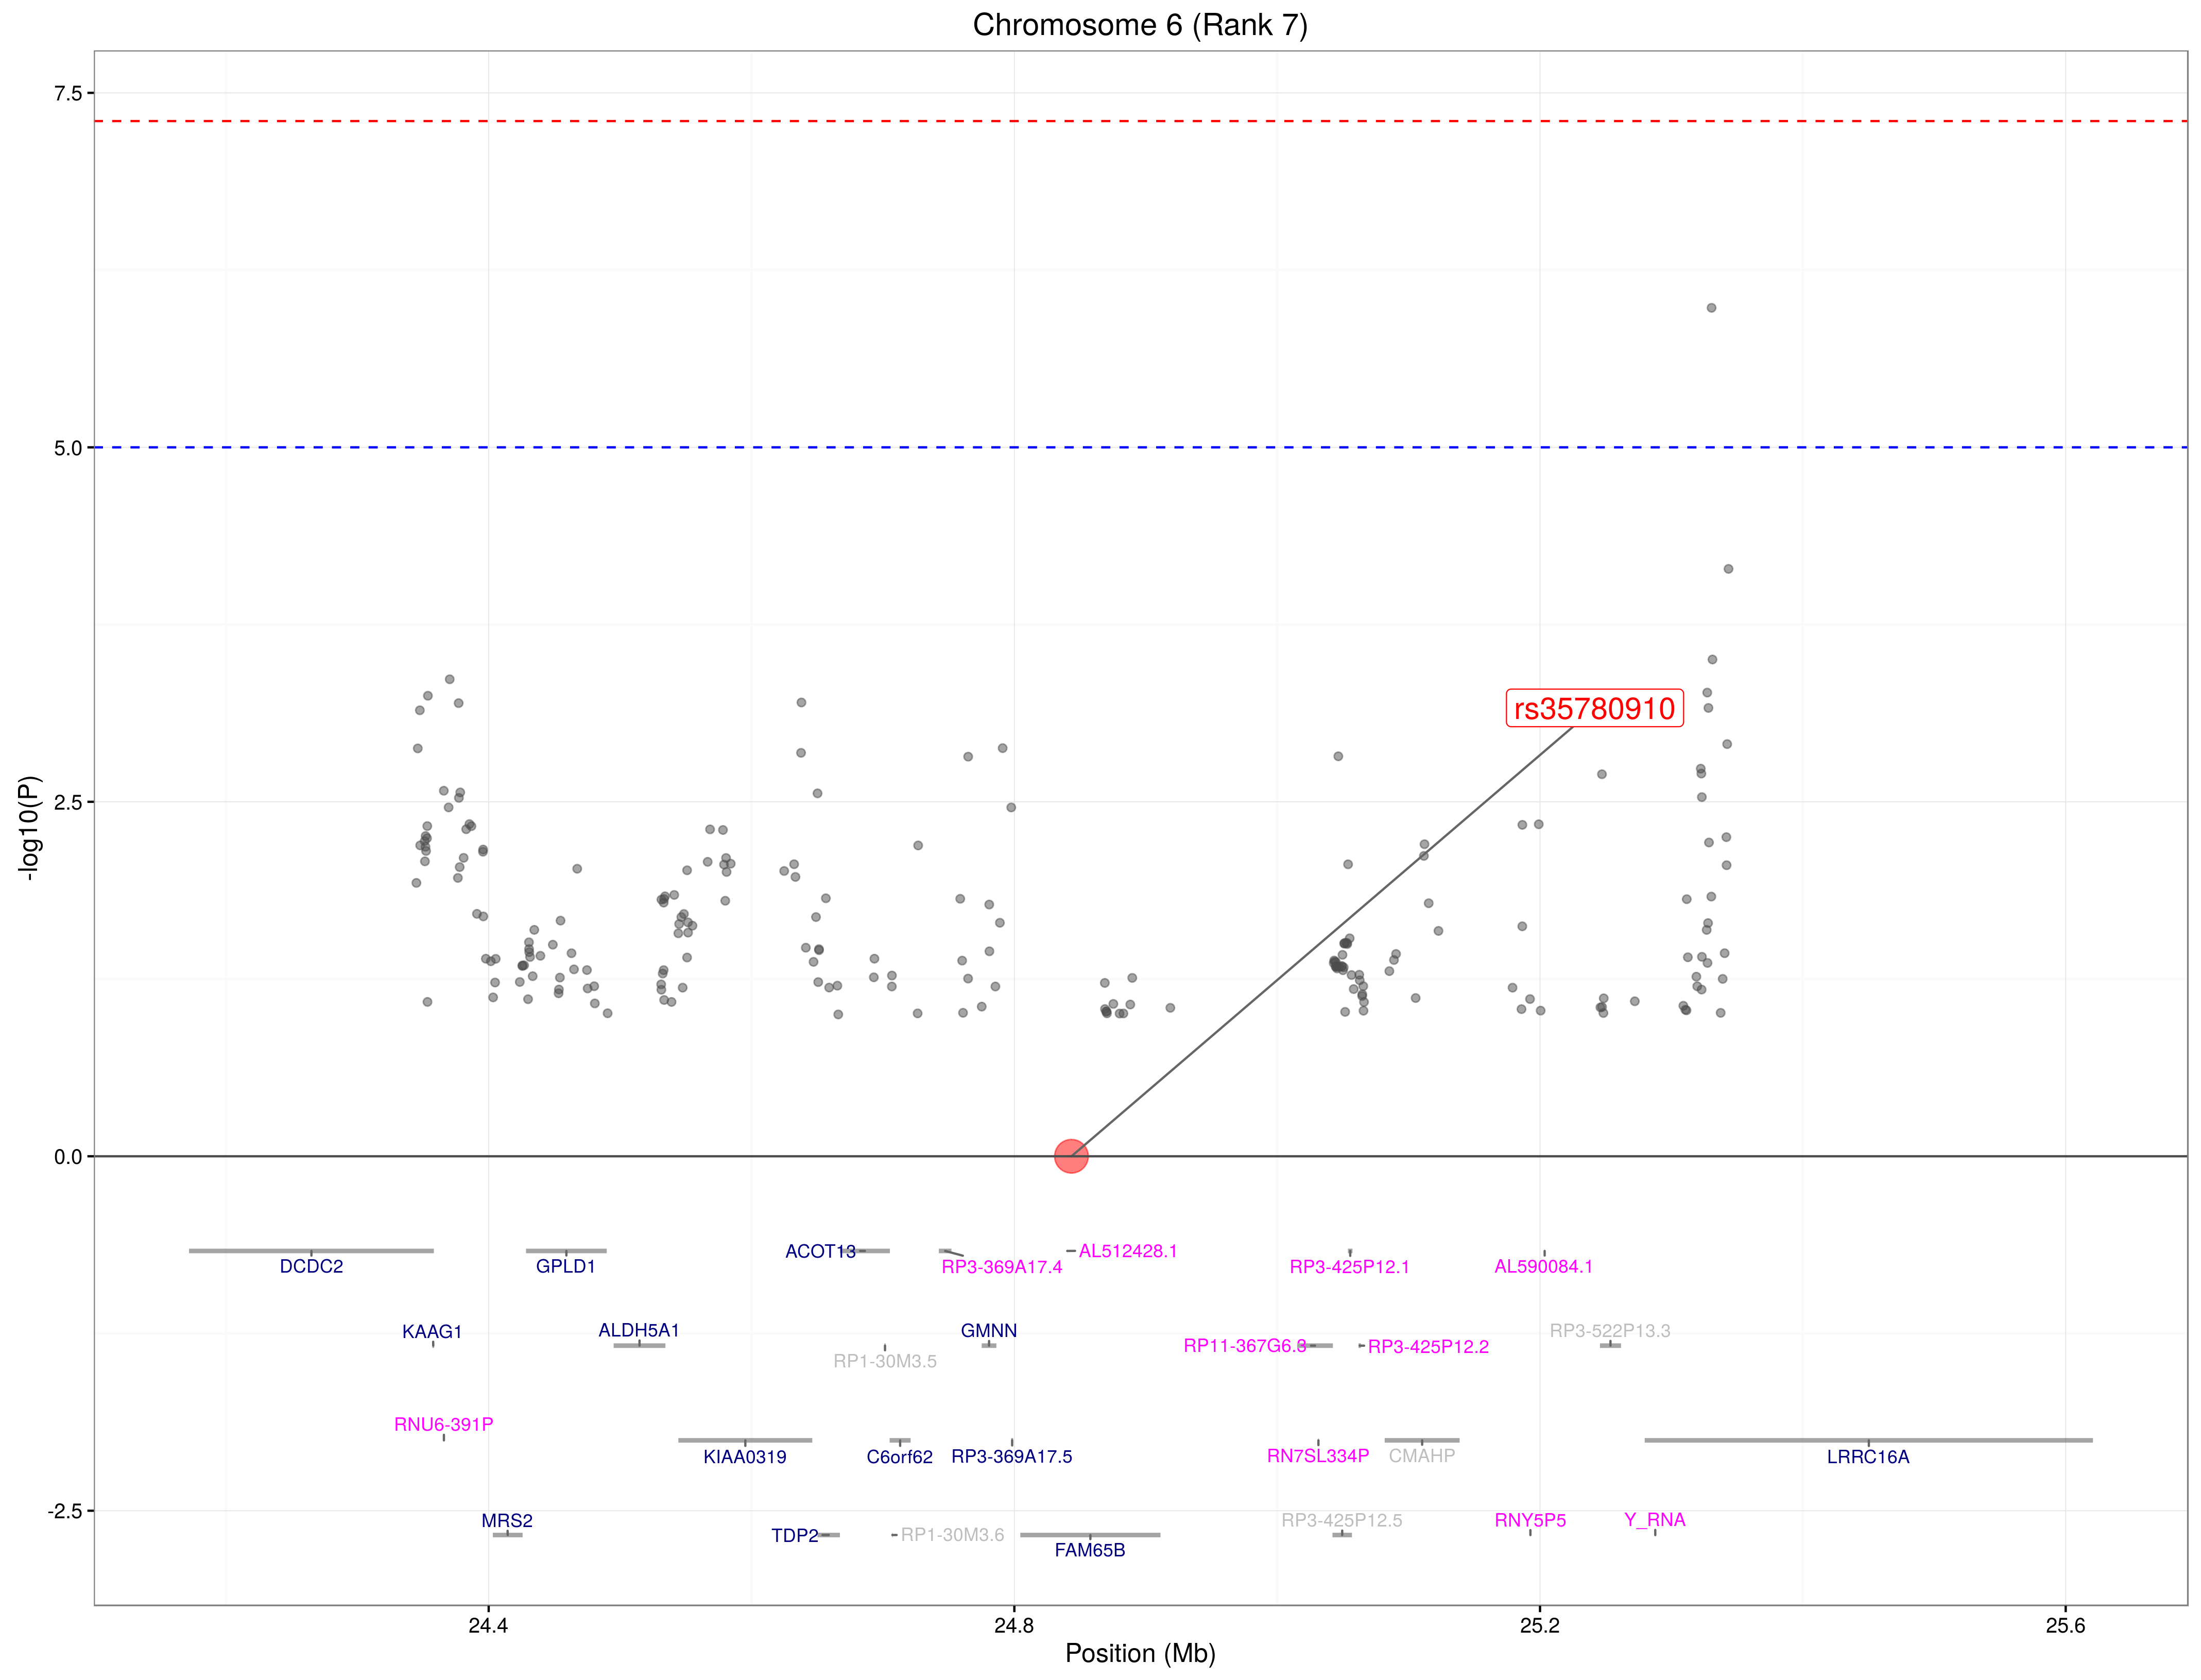 Chromosome 6 (Rank 7)
7.5
5.0
2.5
0.0
-2.5
-log10(P)
rs35780910
ACOT13
AL512428.1
DCDC2
GPLD1
RP3-369A17.4
RP3-425P12.1
AL590084.1
KAAG1
ALDH5A1
GMNN
RP3-522P13.3
RP11-367G6.3
RP3-425P12.2
RP1-30M3.5
RNU6-391P
KIAA0319
C6orf62
RP3-369A17.5
RN7SL334P
CMAHP
LRRC16A
MRS2
RP3-425P12.5
RNY5P5
Y_RNA
TDP2
RP1-30M3.6
FAM65B
24.4
24.8
25.2
25.6
Position (Mb)